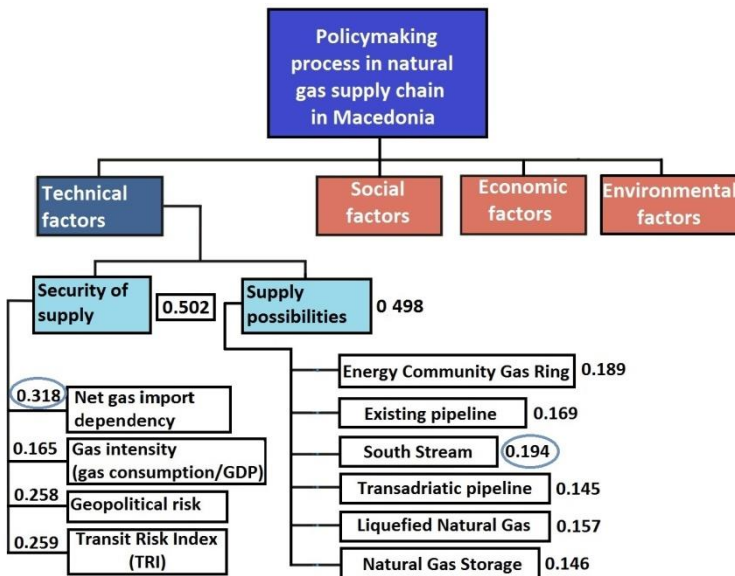 Policymaking
process in natural
gas supply chain
in Macedonia
Technical
factors
Social
factors
Economic
factors
Environmental
factors
Security of
supply
0.502
Supply
possibilities
0 498
0.318
Net gas import
dependency
0.165
Gas intensity
(gas consumption/GDP)
0.258
Geopolitical risk
0.259
Transit Risk Index
(TRI)
Energy Community Gas Ring
0.189
Existing pipeline
0.169
South Stream
0.194
Transadriatic pipeline
0.145
Liquefied Natural Gas
0.157
Natural Gas Storage
0.146